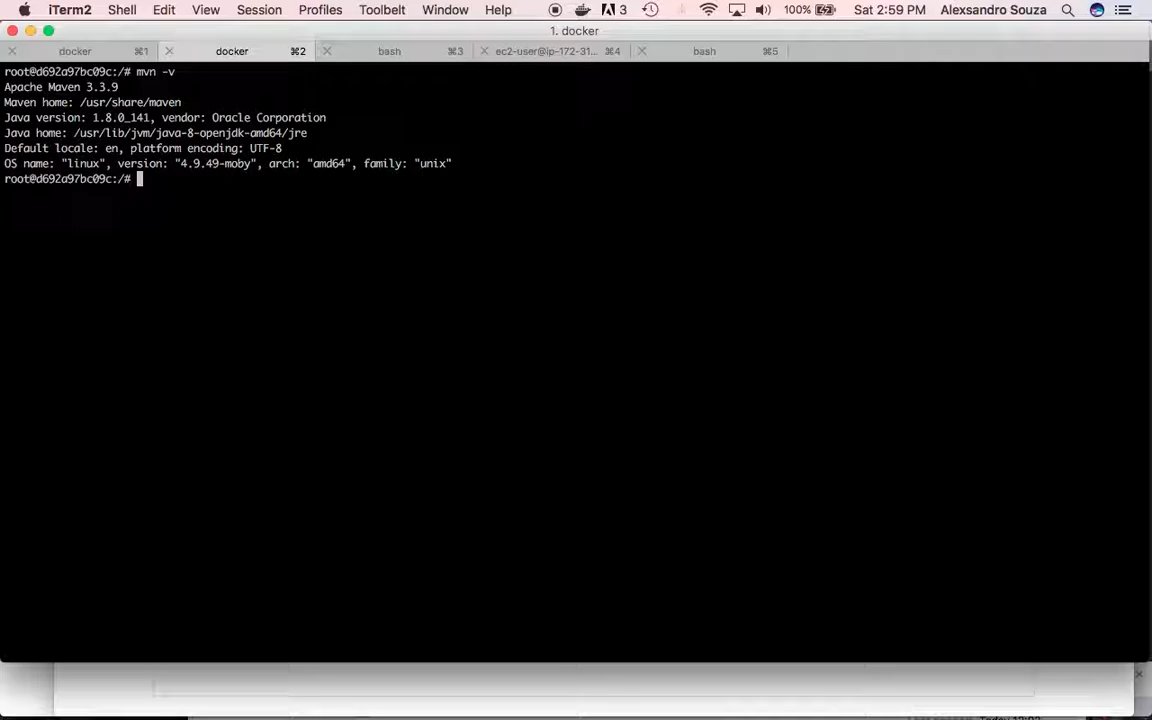 iTerm2 Shell Edit View Session Profiles Toolbelt Window Help 3 100% Sat 2:59 PM Alexsandro Souza
1. docker
docker ⌘1 docker ⌘2 bash ⌘3 ec2-user@ip-172-31... ⌘4 bash ⌘5
root@d692a97bc09c:/# mvn -v
Apache Maven 3.3.9
Maven home: /usr/share/maven
Java version: 1.8.0_141, vendor: Oracle Corporation
Java home: /usr/lib/jvm/java-8-openjdk-amd64/jre
Default locale: en, platform encoding: UTF-8
OS name: "linux", version: "4.9.49-moby", arch: "amd64", family: "unix"
root@d692a97bc09c:/#